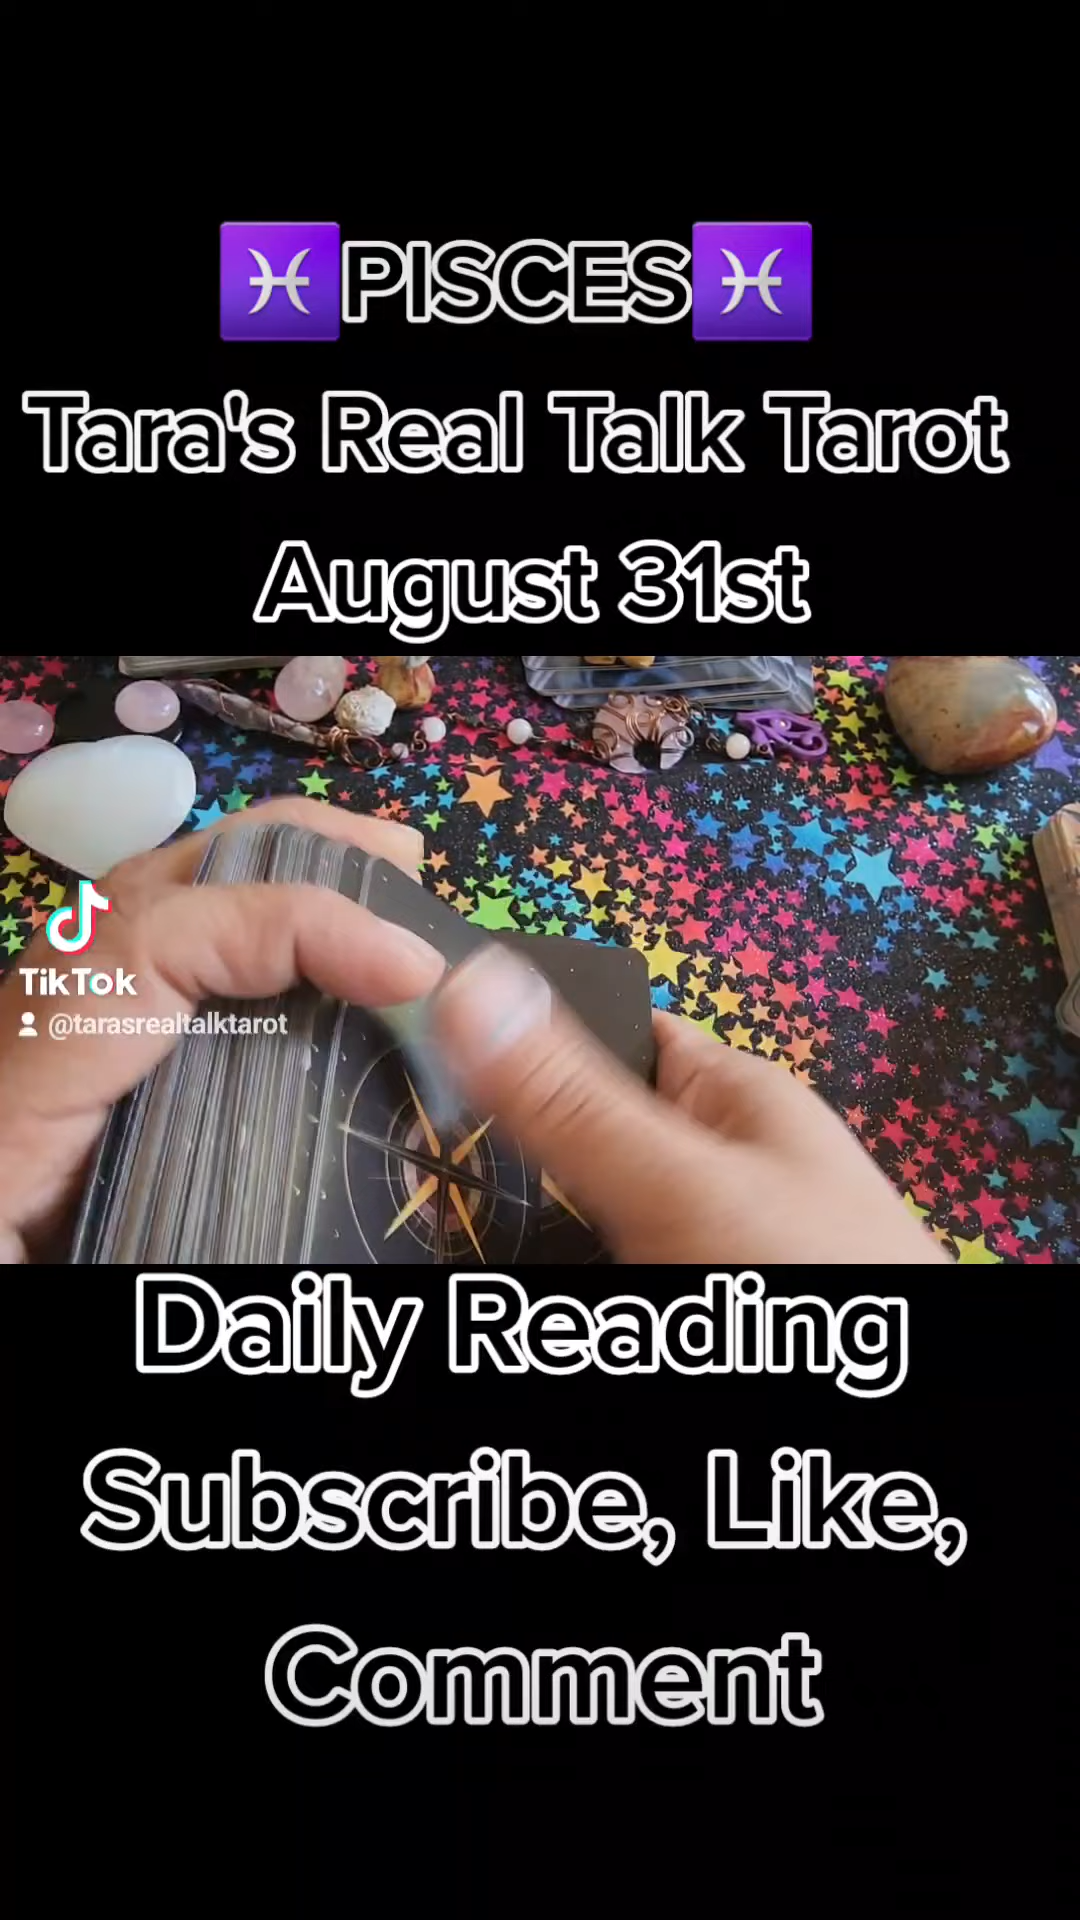 ♓PISCES♓
Tara's Real Talk Tarot
August 31st
TikTok
@tarasrealtalktarot
Daily Reading
Subscribe, Like,
Comment